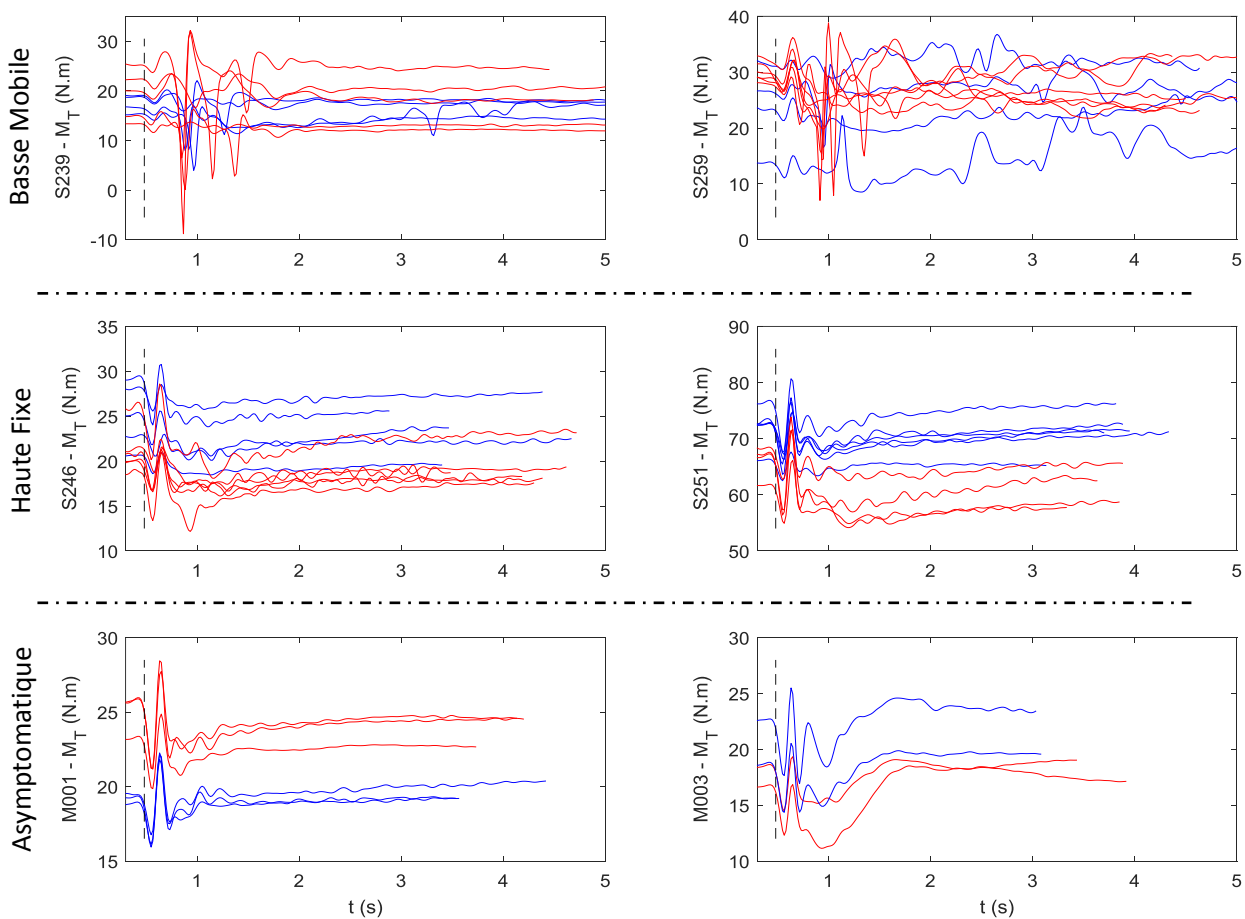 Basse Mobile
S239 - M_T (N.m)
30
20
10
0
-10
1 2 3 4 5
S259 - M_T (N.m)
40
30
20
10
0
1 2 3 4 5
Haute Fixe
S246 - M_T (N.m)
35
30
25
20
15
10
1 2 3 4 5
S251 - M_T (N.m)
90
80
70
60
50
1 2 3 4 5
Asymptomatique
M001 - M_T (N.m)
30
25
20
15
1 2 3 4 5
t (s)
M003 - M_T (N.m)
30
25
20
15
10
1 2 3 4 5
t (s)